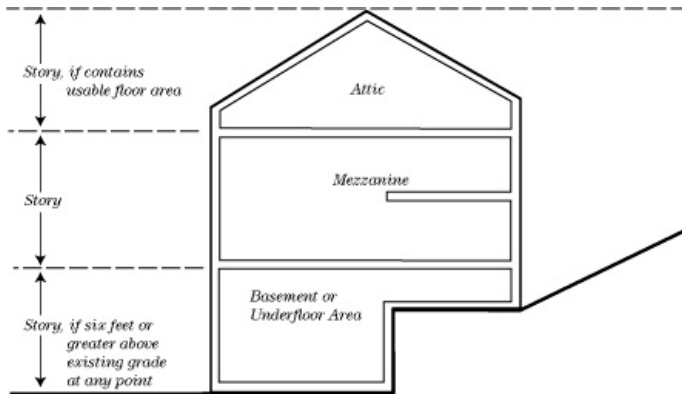 Story, if contains
usable floor area
Attic
Mezzanine
Story
Basement or
Underfloor Area
Story, if six feet or
greater above
existing grade
at any point